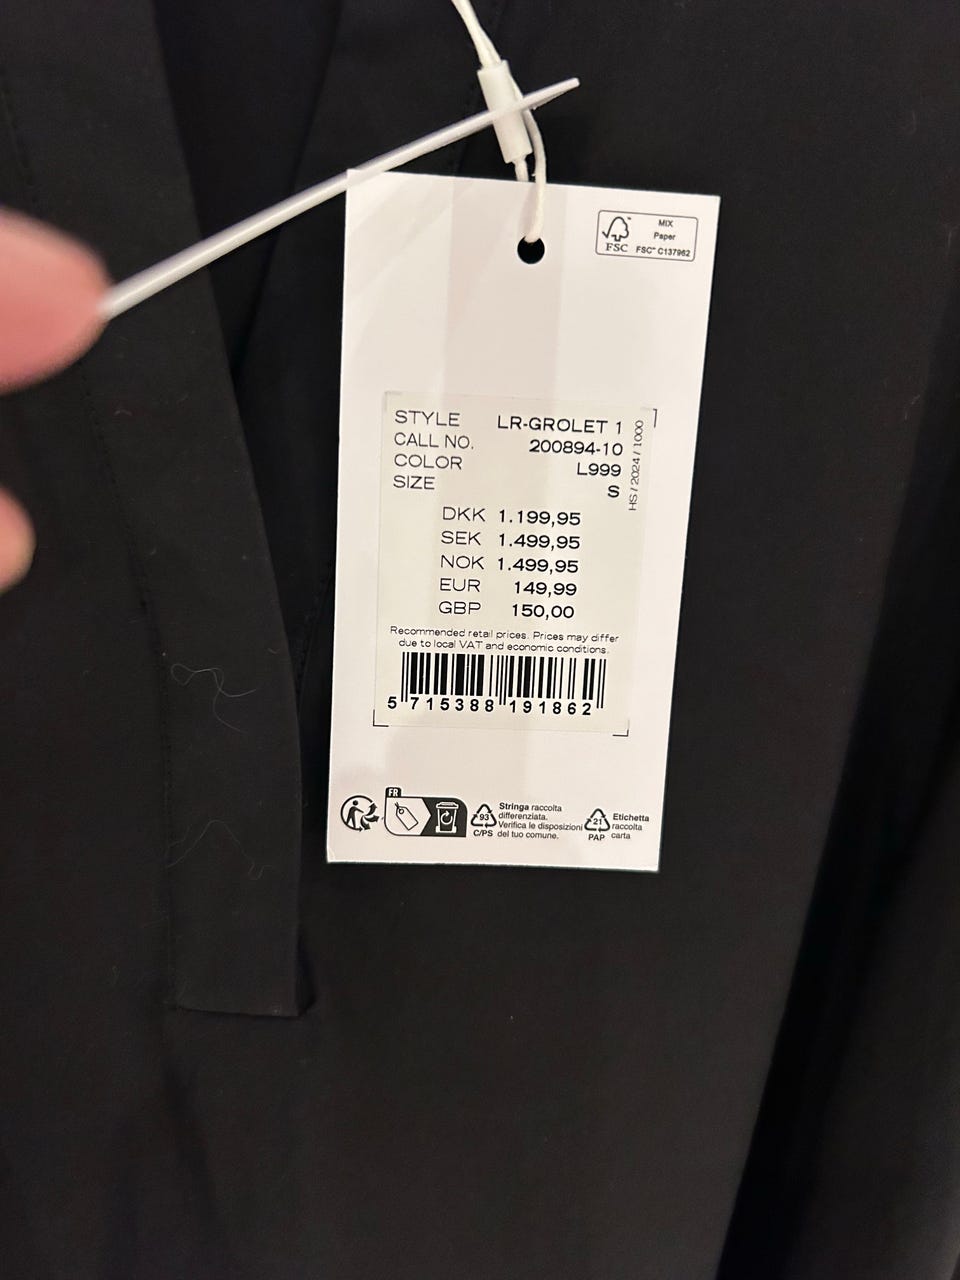 MIX
Paper
FSC™ C137962
FSC
STYLE LR-GROLET 1
CALL NO. 200894-10
COLOR L999
SIZE S
HS / 2024 / 1000
DKK 1.199,95
SEK 1.499,95
NOK 1.499,95
EUR 149,99
GBP 150,00
Recommended retail prices. Prices may differ
due to local VAT and economic conditions.
5 715388 191862
FR
93
C/PS
Stringa raccolta
differenziata.
Verifica le disposizioni
del tuo comune.
21
PAP
Etichetta
raccolta
carta